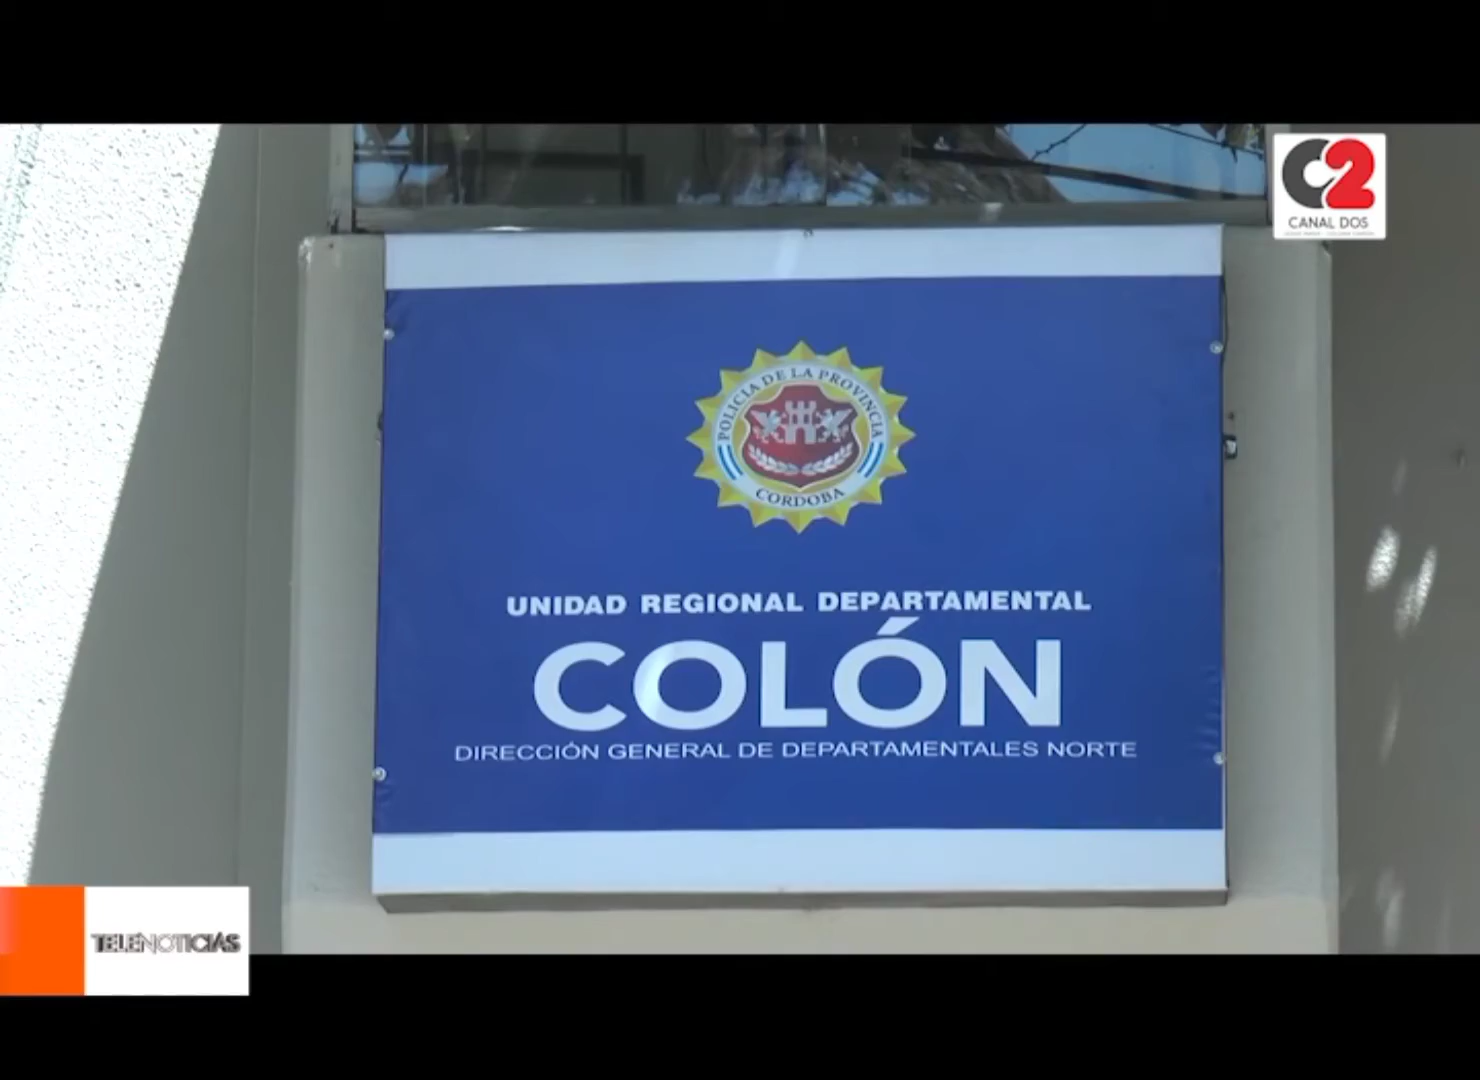 C2
CANAL DOS
POLICIA DE LA PROVINCIA
CORDOBA
UNIDAD REGIONAL DEPARTAMENTAL
COLÓN
DIRECCIÓN GENERAL DE DEPARTAMENTALES NORTE
TELENOTICIAS